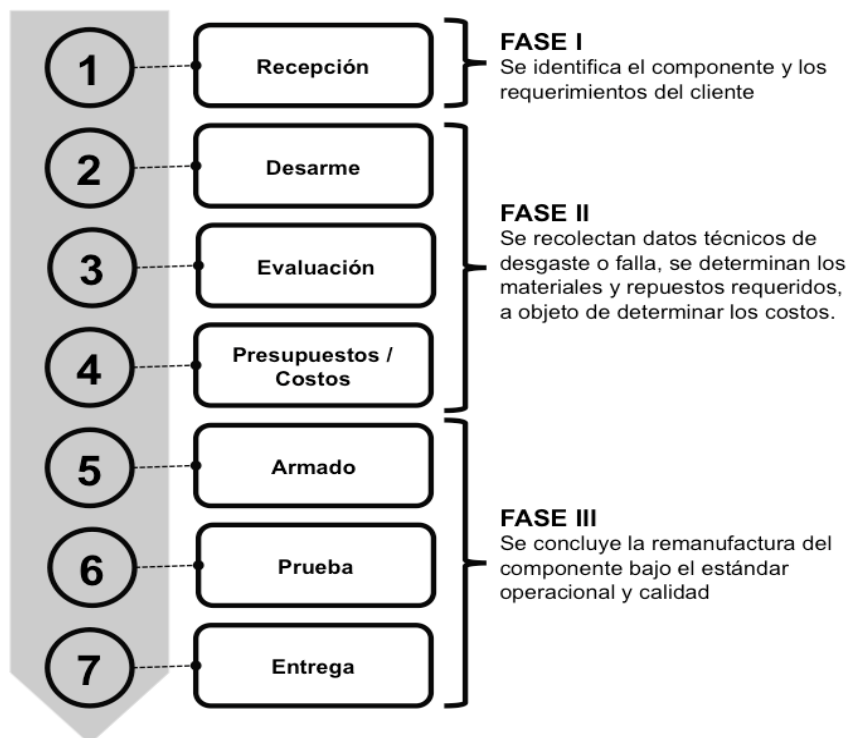 1
Recepción
FASE I
Se identifica el componente y los
requerimientos del cliente
2
Desarme
3
Evaluación
4
Presupuestos /
Costos
FASE II
Se recolectan datos técnicos de
desgaste o falla, se determinan los
materiales y repuestos requeridos,
a objeto de determinar los costos.
5
Armado
6
Prueba
7
Entrega
FASE III
Se concluye la remanufactura del
componente bajo el estándar
operacional y calidad